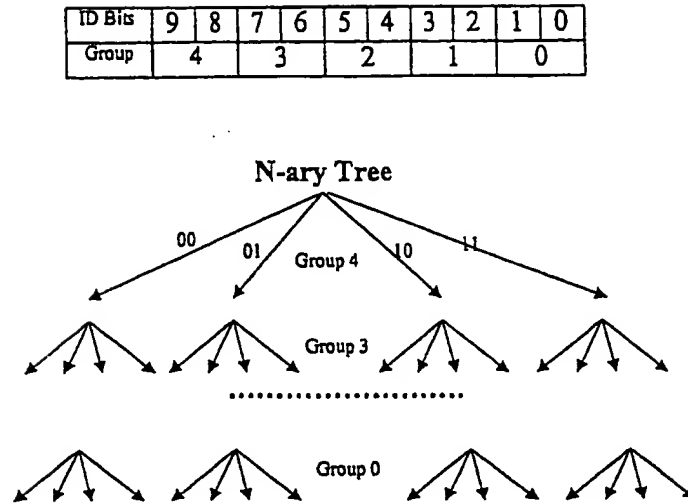 ID Bits 9 8 7 6 5 4 3 2 1 0
Group 4 3 2 1 0
N-ary Tree
00 01 10 11
Group 4
Group 3
Group 0